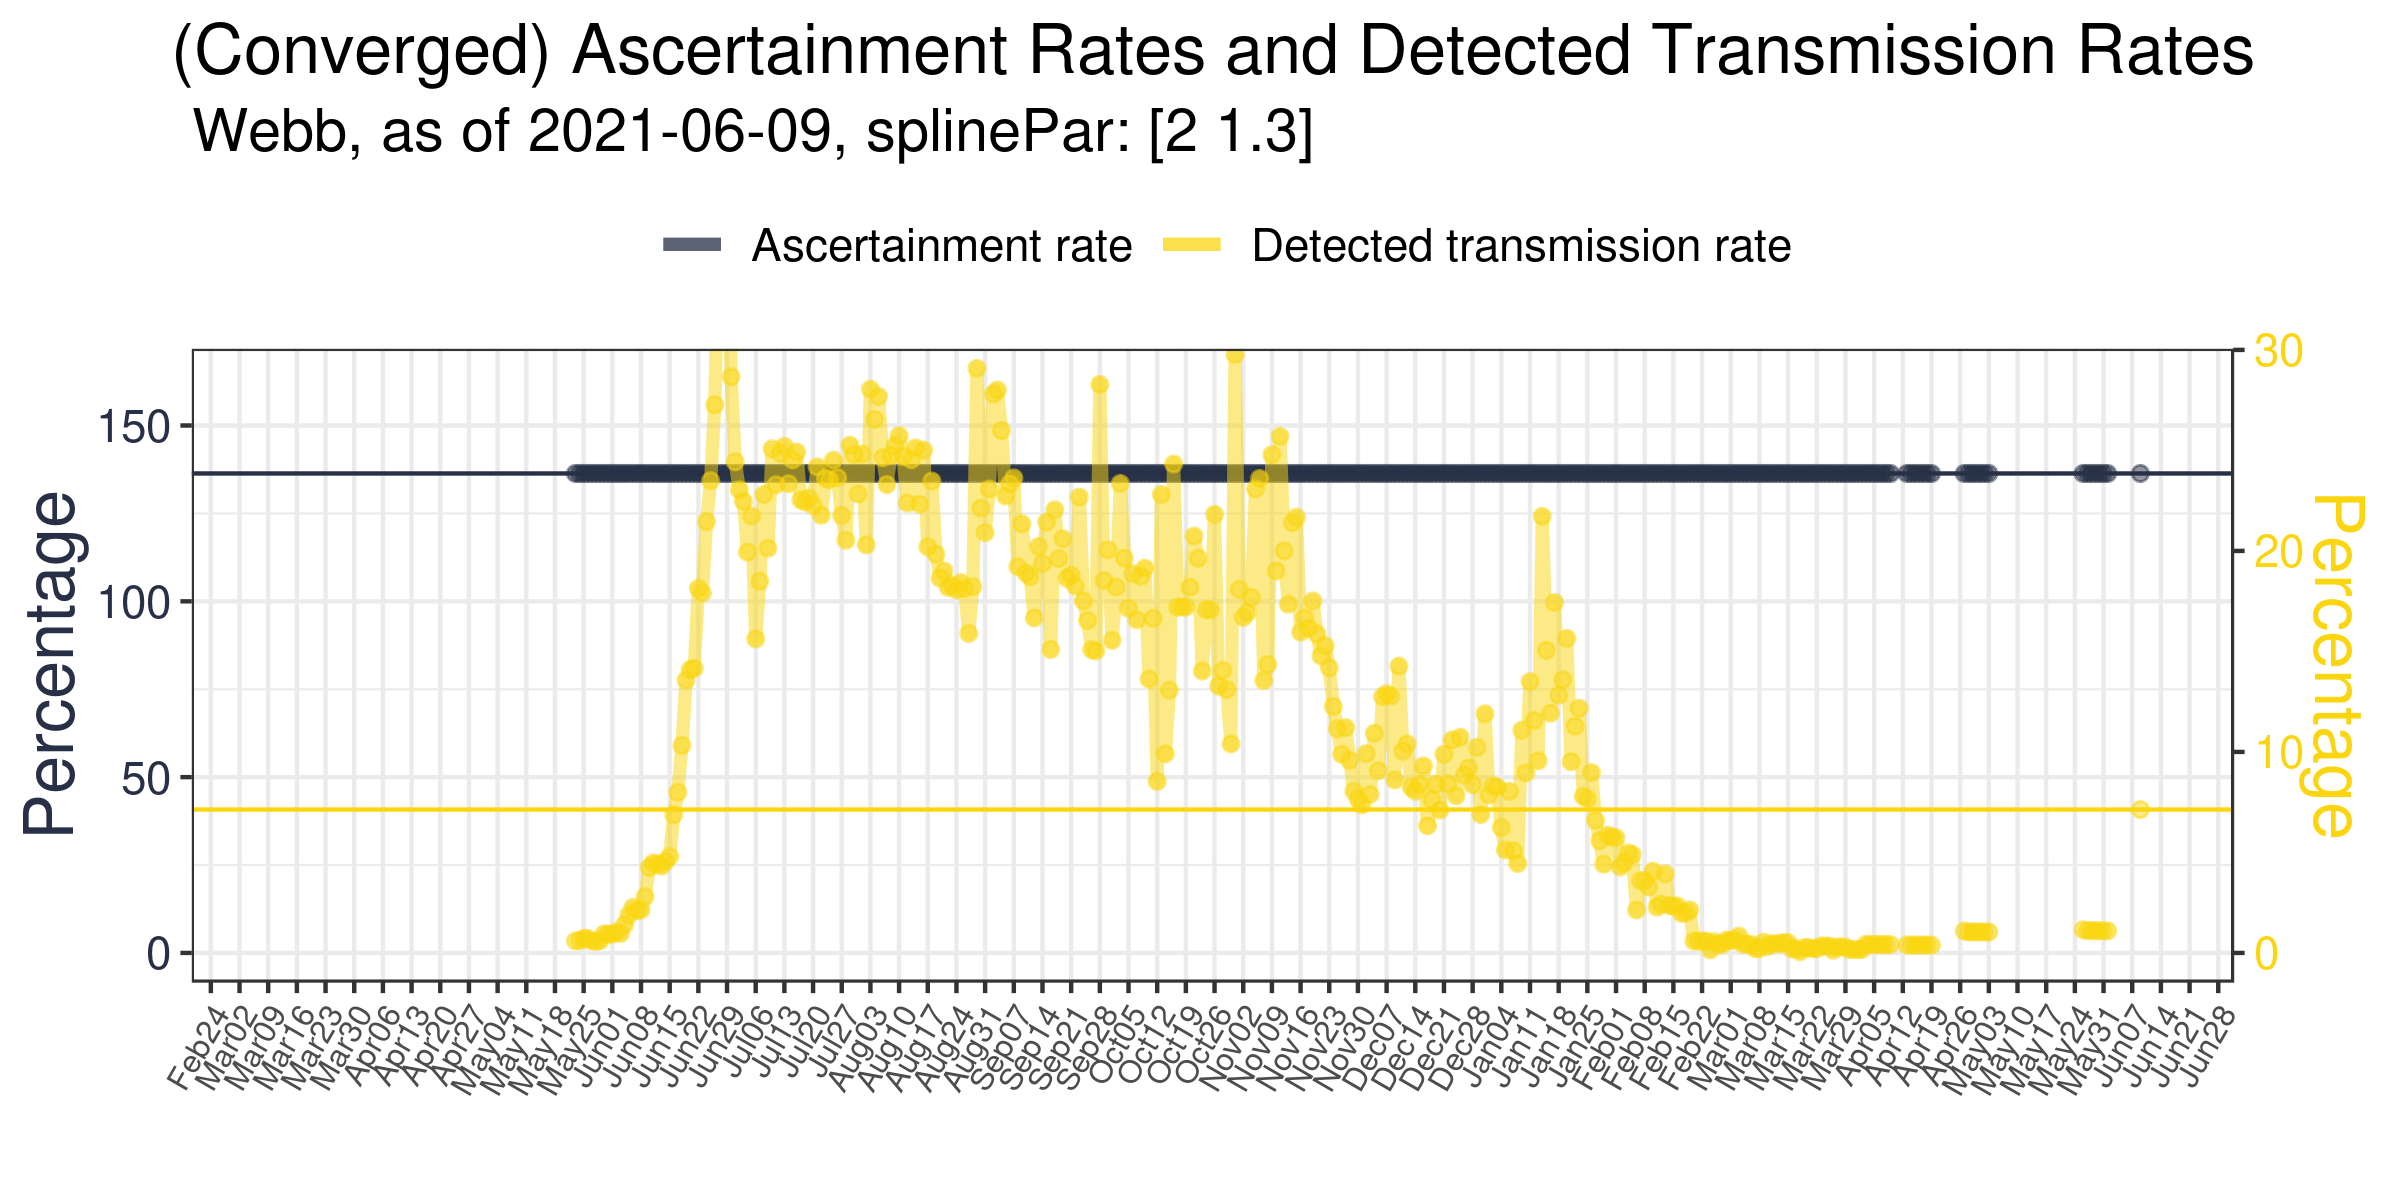 (Converged) Ascertainment Rates and Detected Transmission Rates
Webb, as of 2021-06-09, splinePar: [2 1.3]
Ascertainment rate
Detected transmission rate
Percentage
150
100
50
0
30
20
10
0
Percentage
Feb24
Mar02
Mar09
Mar16
Mar23
Mar30
Apr06
Apr13
Apr20
Apr27
May04
May11
May18
May25
Jun01
Jun08
Jun15
Jun22
Jun29
Jul06
Jul13
Jul20
Jul27
Aug03
Aug10
Aug17
Aug24
Aug31
Sep07
Sep14
Sep21
Sep28
Oct05
Oct12
Oct19
Oct26
Nov02
Nov09
Nov16
Nov23
Nov30
Dec07
Dec14
Dec21
Dec28
Jan04
Jan11
Jan18
Jan25
Feb01
Feb08
Feb15
Feb22
Mar01
Mar08
Mar15
Mar22
Mar29
Apr05
Apr12
Apr19
Apr26
May03
May10
May17
May24
May31
Jun07
Jun14
Jun21
Jun28